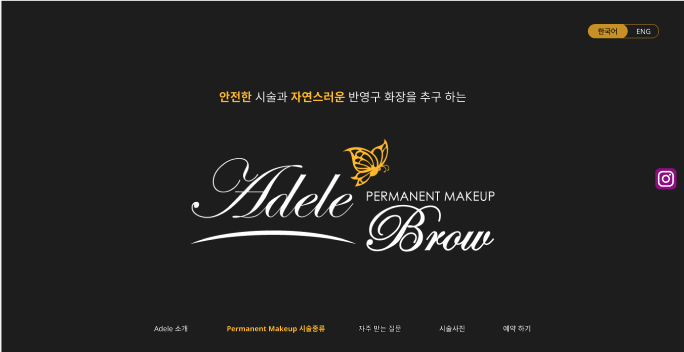 한국어 ENG
안전한 시술과 자연스러운 반영구 화장을 추구 하는
Adele
PERMANENT MAKEUP
Brow
Adele 소개 Permanent Makeup 시술종류 자주 받는 질문 시술사진 예약 하기